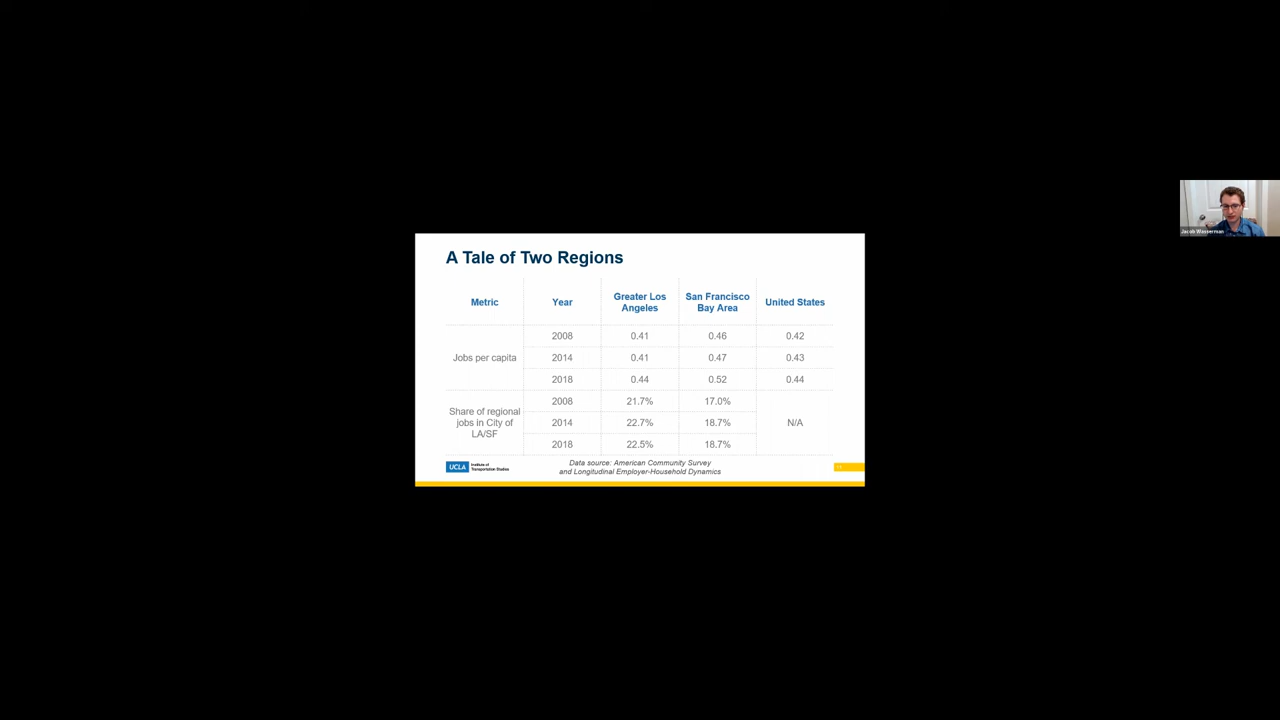 A Tale of Two Regions
Metric Year Greater Los Angeles San Francisco Bay Area United States
Jobs per capita
2008 0.41 0.46 0.42
2014 0.41 0.47 0.43
2018 0.44 0.52 0.44
Share of regional jobs in City of LA/SF
2008 21.7% 17.0%
2014 22.7% 18.7% N/A
2018 22.5% 18.7%
UCLA Institute of
Transportation Studies
Data source: American Community Survey
and Longitudinal Employer-Household Dynamics
Jacob Wasserman